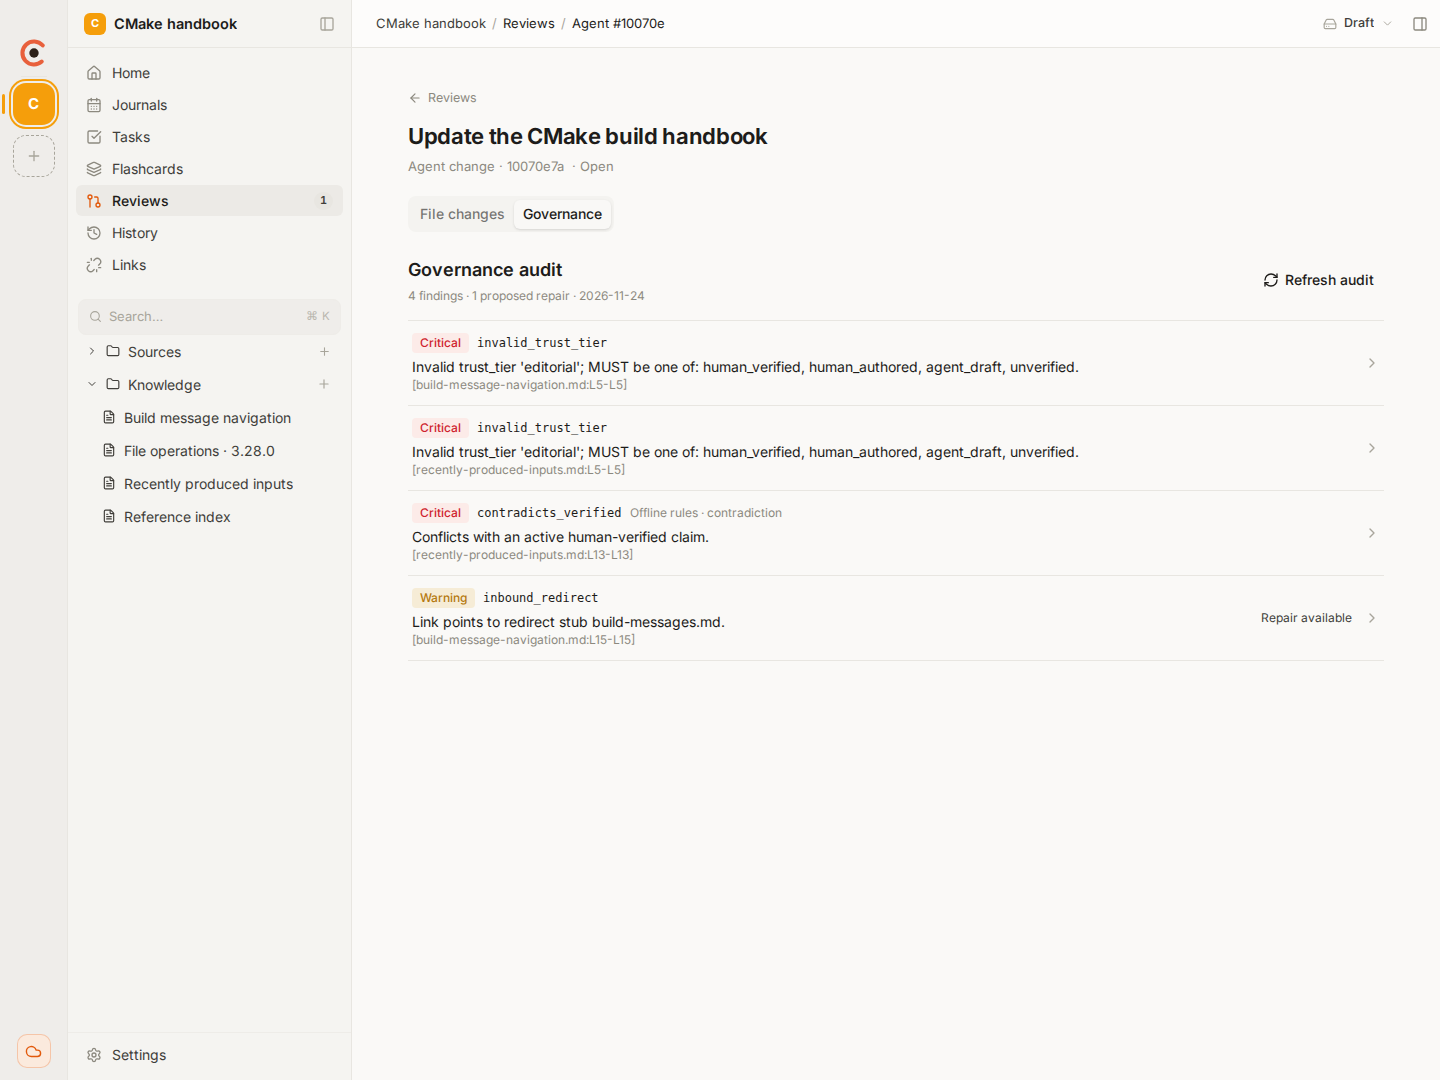 C CMake handbook
CMake handbook / Reviews / Agent #10070e
Draft
C
Home
Journals
Tasks
Flashcards
Reviews 1
History
Links
Search... ⌘ K
Sources
Knowledge
Build message navigation
File operations · 3.28.0
Recently produced inputs
Reference index
Settings
Reviews
Update the CMake build handbook
Agent change · 10070e7a · Open
File changes Governance
Governance audit
4 findings · 1 proposed repair · 2026-11-24
Refresh audit
Critical invalid_trust_tier
Invalid trust_tier 'editorial'; MUST be one of: human_verified, human_authored, agent_draft, unverified.
[build-message-navigation.md:L5-L5]
Critical invalid_trust_tier
Invalid trust_tier 'editorial'; MUST be one of: human_verified, human_authored, agent_draft, unverified.
[recently-produced-inputs.md:L5-L5]
Critical contradicts_verified Offline rules · contradiction
Conflicts with an active human-verified claim.
[recently-produced-inputs.md:L13-L13]
Warning inbound_redirect
Link points to redirect stub build-messages.md.
[build-message-navigation.md:L15-L15]
Repair available